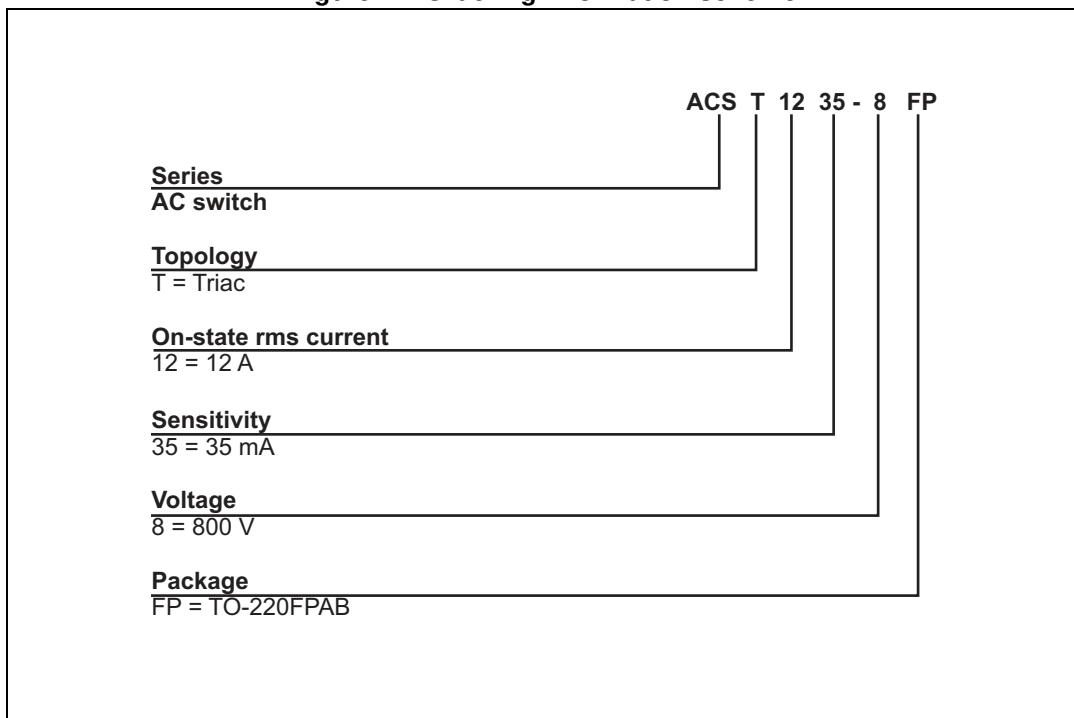 ACS T 12 35 - 8 FP
Series
AC switch
Topology
T = Triac
On-state rms current
12 = 12 A
Sensitivity
35 = 35 mA
Voltage
8 = 800 V
Package
FP = TO-220FPAB